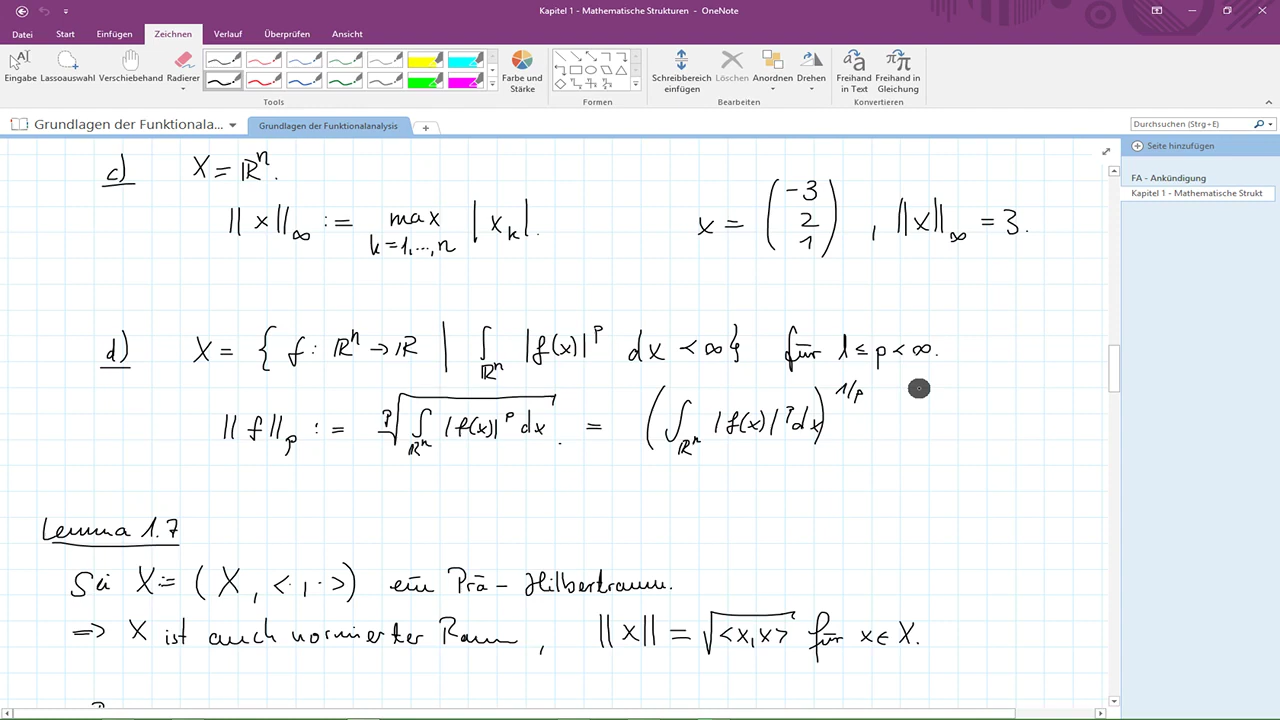 Kapitel 1 - Mathematische Strukturen - OneNote
Datei Start Einfügen Zeichnen Verlauf Überprüfen Ansicht
Eingabe Lassoauswahl Verschiebehand Radierer Farbe und Stärke Schreibbereich einfügen Löschen Anordnen Drehen Freihand in Text Freihand in Gleichung
Tools Formen Bearbeiten Konvertieren
Grundlagen der Funktionala... Grundlagen der Funktionalanalysis Durchsuchen (Strg+E)
Seite hinzufügen
FA - Ankündigung
Kapitel 1 - Mathematische Strukt
c) X = ℝⁿ.
||x||_∞ := max_{k=1,...,n} |x_k|. x = (-3 2 1), ||x||_∞ = 3.
d) X = { f: ℝⁿ → ℝ | ∫_{ℝⁿ} |f(x)|^p dx < ∞ } für 1 ≤ p < ∞.
||f||_p := ᵖ√(∫_{ℝⁿ} |f(x)|^p dx). = (∫_{ℝⁿ} |f(x)|^p dx)^{1/p}
Lemma 1.7
Sei X := (X, <·,·>) ein Prä-Hilbertraum.
=> X ist auch normierter Raum, ||x|| = √<x,x> für x ∈ X.